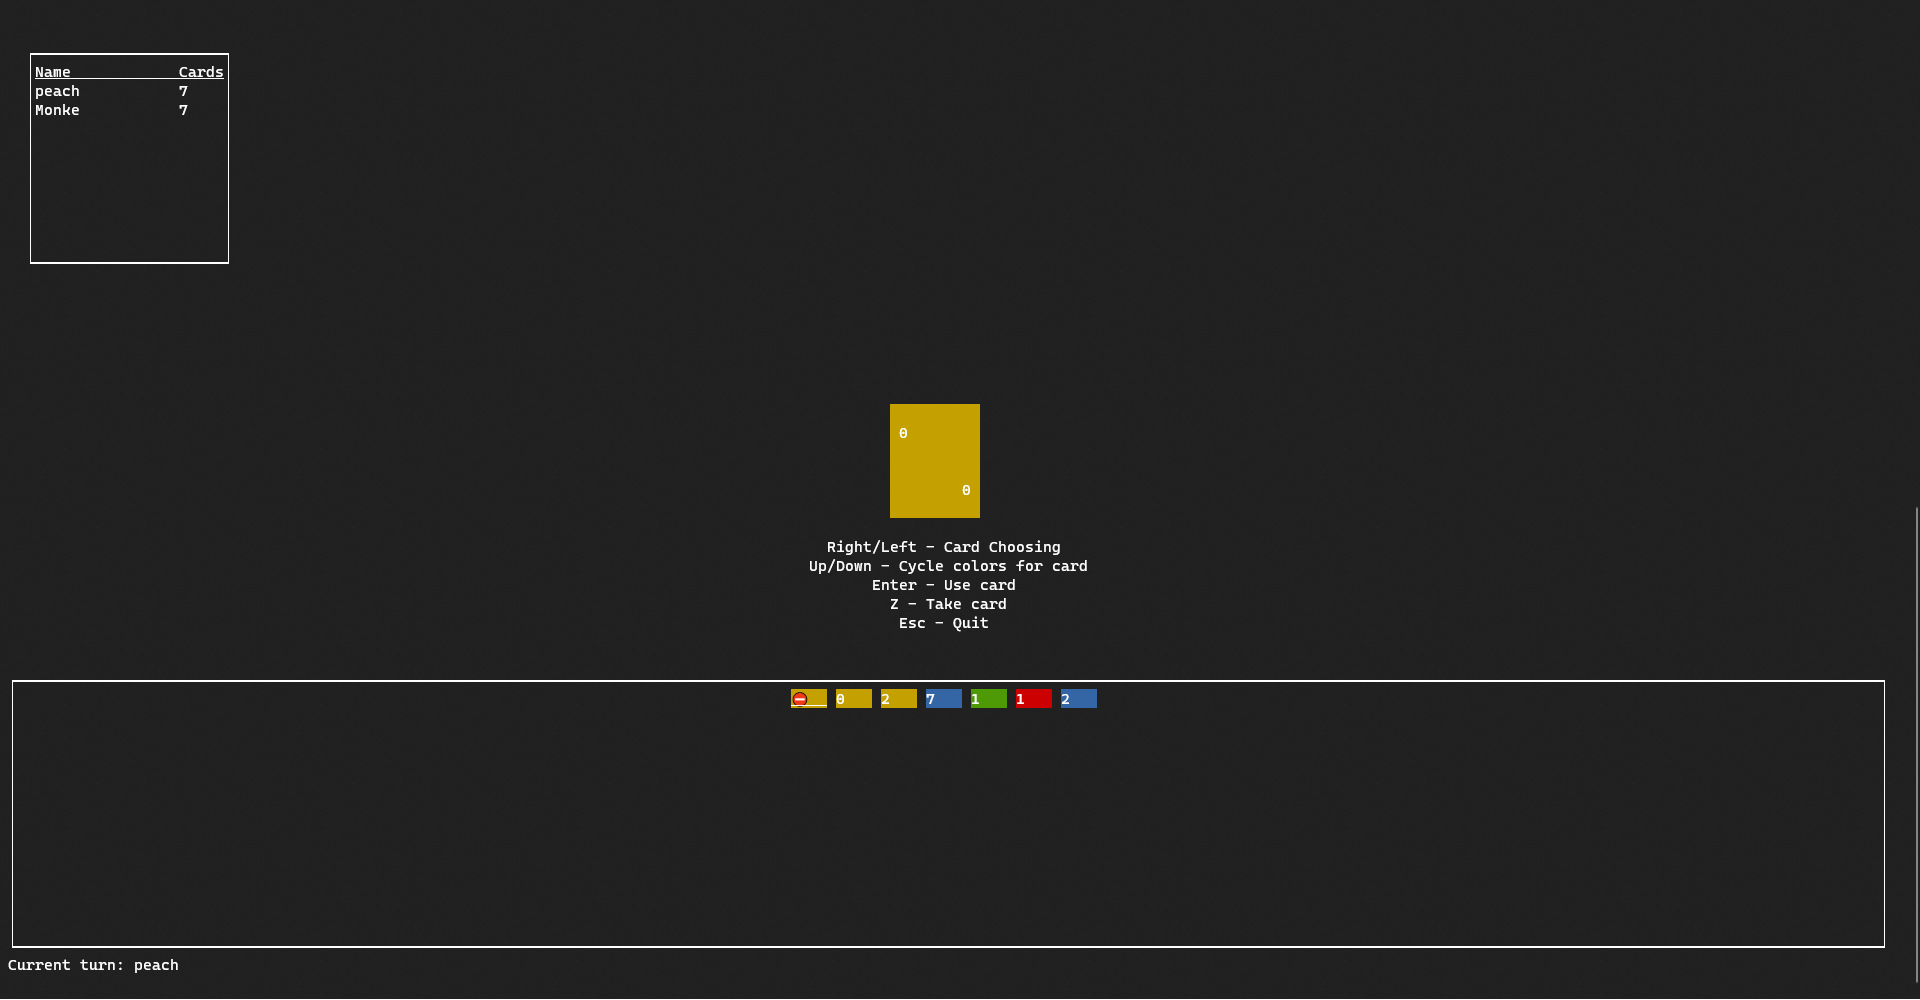 Name Cards
peach 7
Monke 7
0
0
Right/Left - Card Choosing
Up/Down - Cycle colors for card
Enter - Use card
Z - Take card
Esc - Quit
0 2 7 1 1 2
Current turn: peach